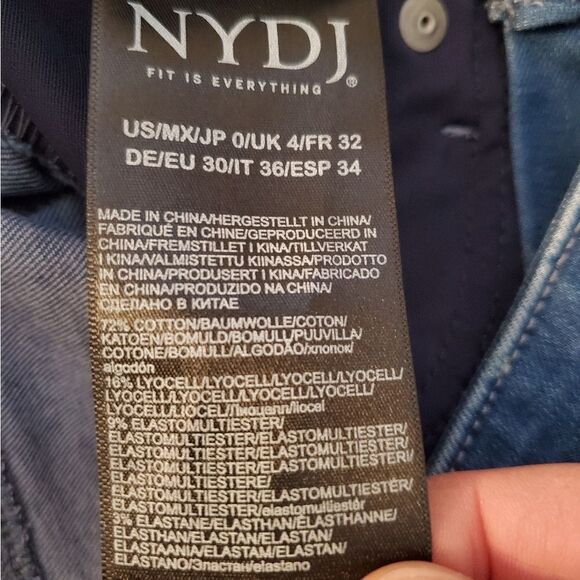 NYDJ
FIT IS EVERYTHING ®
US/MX/JP 0/UK 4/FR 32
DE/EU 30/IT 36/ESP 34
MADE IN CHINA/HERGESTELLT IN CHINA/
FABRIQUÉ EN CHINE/GEPRODUCEERD IN
CHINA/FREMSTILLET I KINA/TILLVERKAT
I KINA/VALMISTETTU KIINASSA/PRODOTTO
IN CHINA/PRODUSERT I KINA/FABRICADO
EN CHINA/PRODUZIDO NA CHINA/
СДЕЛАНО В КИТАЕ
72% COTTON/BAUMWOLLE/COTON/
KATOEN/BOMULD/BOMULL/PUUVILLA/
COTONE/BOMULL/ALGODÃO/хлопок/
algodón
16% LYOCELL/LYOCELL/LYOCELL/LYOCELL/
LYOCELL/LYOCELL/LYOCELL/LYOCELL/
LYOCELL/LIOCEL/Лиоцелл/liocel
9% ELASTOMULTIESTER/
ELASTOMULTIESTER/ELASTOMULTIESTER/
ELASTOMULTIESTER/ELASTOMULTIESTER/
ELASTOMULTIESTERE/
ELASTOMULTIESTER/ELASTOMULTIESTER/
ELASTOMULTIESTER/elastomultiestér
3% ELASTANE/ELASTHAN/ELASTHANNE/
ELASTAN/ELASTAN/ELASTAN/
ELASTAANIA/ELASTAM/ELASTAN/
ELASTANO/Эластан/elastano